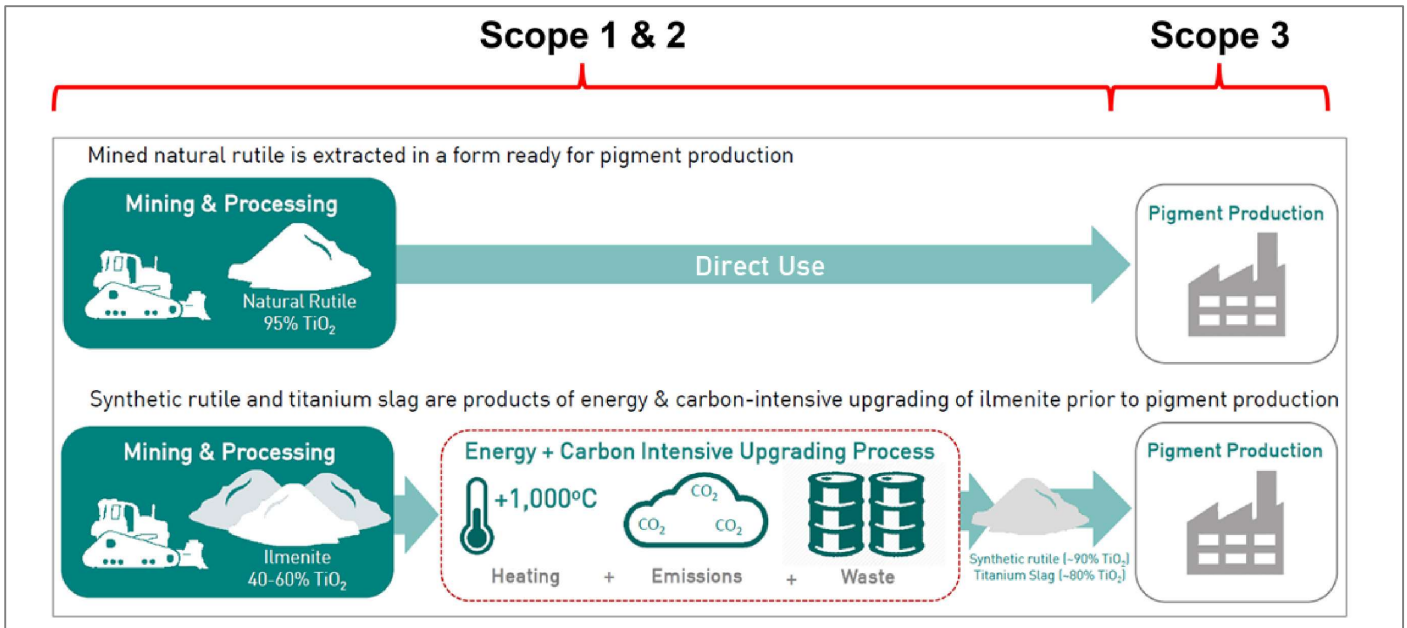 Scope 1 & 2
Scope 3
Mined natural rutile is extracted in a form ready for pigment production
Mining & Processing
Natural Rutile
95% TiO₂
Direct Use
Pigment Production
Synthetic rutile and titanium slag are products of energy & carbon-intensive upgrading of ilmenite prior to pigment production
Mining & Processing
Ilmenite
40-60% TiO₂
Energy + Carbon Intensive Upgrading Process
+1,000ºC
CO₂
CO₂
CO₂
Heating + Emissions + Waste
Synthetic rutile (~90% TiO₂)
Titanium Slag (~80% TiO₂)
Pigment Production